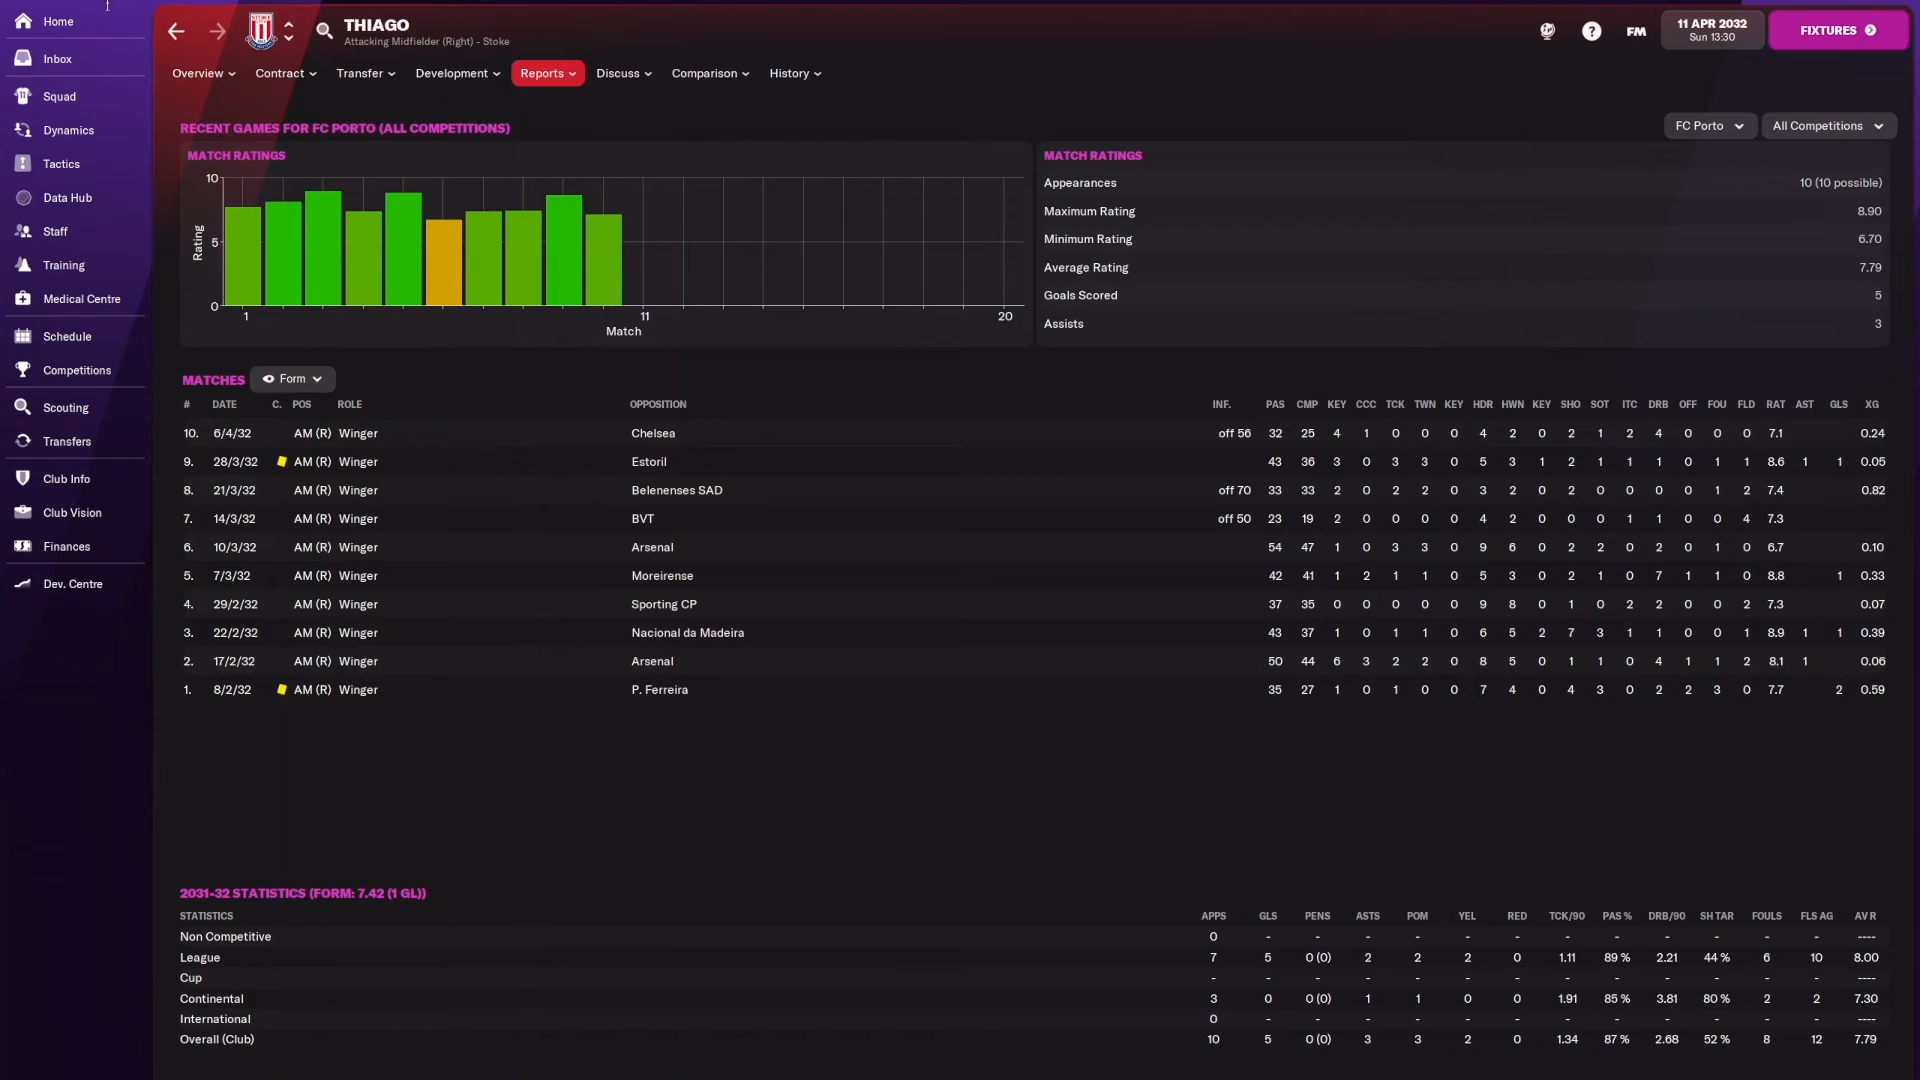 Home
Inbox
Squad
Dynamics
Tactics
Data Hub
Staff
Training
Medical Centre
Schedule
Competitions
Scouting
Transfers
Club Info
Club Vision
Finances
Dev. Centre
THIAGO
Attacking Midfielder (Right) - Stoke
FM
11 APR 2032
Sun 13:30
FIXTURES
Overview Contract Transfer Development Reports Discuss Comparison History
RECENT GAMES FOR FC PORTO (ALL COMPETITIONS)
FC Porto All Competitions
MATCH RATINGS
10
5
0
Rating
1 11 20
Match
MATCH RATINGS
Appearances 10 (10 possible)
Maximum Rating 8.90
Minimum Rating 6.70
Average Rating 7.79
Goals Scored 5
Assists 3
MATCHES Form
# DATE C. POS ROLE OPPOSITION INF. PAS CMP KEY CCC TCK TWN KEY HDR HWN KEY SHO SOT ITC DRB OFF FOU FLD RAT AST GLS XG
10. 6/4/32 AM (R) Winger Chelsea off 56 32 25 4 1 0 0 0 4 2 0 2 1 2 4 0 0 0 7.1 0.24
9. 28/3/32 AM (R) Winger Estoril 43 36 3 0 3 3 0 5 3 1 2 1 1 1 0 1 1 8.6 1 1 0.05
8. 21/3/32 AM (R) Winger Belenenses SAD off 70 33 33 2 0 2 2 0 3 2 0 2 0 0 0 0 1 2 7.4 0.82
7. 14/3/32 AM (R) Winger BVT off 50 23 19 2 0 0 0 0 4 2 0 0 0 1 1 0 0 4 7.3
6. 10/3/32 AM (R) Winger Arsenal 54 47 1 0 3 3 0 9 6 0 2 2 0 2 0 1 0 6.7 0.10
5. 7/3/32 AM (R) Winger Moreirense 42 41 1 2 1 1 0 5 3 0 2 1 0 7 1 1 0 8.8 1 0.33
4. 29/2/32 AM (R) Winger Sporting CP 37 35 0 0 0 0 0 9 8 0 1 0 2 2 0 0 2 7.3 0.07
3. 22/2/32 AM (R) Winger Nacional da Madeira 43 37 1 0 1 1 0 6 5 2 7 3 1 1 0 0 1 8.9 1 1 0.39
2. 17/2/32 AM (R) Winger Arsenal 50 44 6 3 2 2 0 8 5 0 1 1 0 4 1 1 2 8.1 1 0.06
1. 8/2/32 AM (R) Winger P. Ferreira 35 27 1 0 1 0 0 7 4 0 4 3 0 2 2 3 0 7.7 2 0.59
2031-32 STATISTICS (FORM: 7.42 (1 GL))
STATISTICS APPS GLS PENS ASTS POM YEL RED TCK/90 PAS % DRB/90 SH TAR FOULS FLS AG AV R
Non Competitive 0 - - - - - - - - - - - - ----
League 7 5 0 (0) 2 2 2 0 1.11 89 % 2.21 44 % 6 10 8.00
Cup - - - - - - - - - - - - - ----
Continental 3 0 0 (0) 1 1 0 0 1.91 85 % 3.81 80 % 2 2 7.30
International 0 - - - - - - - - - - - - ----
Overall (Club) 10 5 0 (0) 3 3 2 0 1.34 87 % 2.68 52 % 8 12 7.79